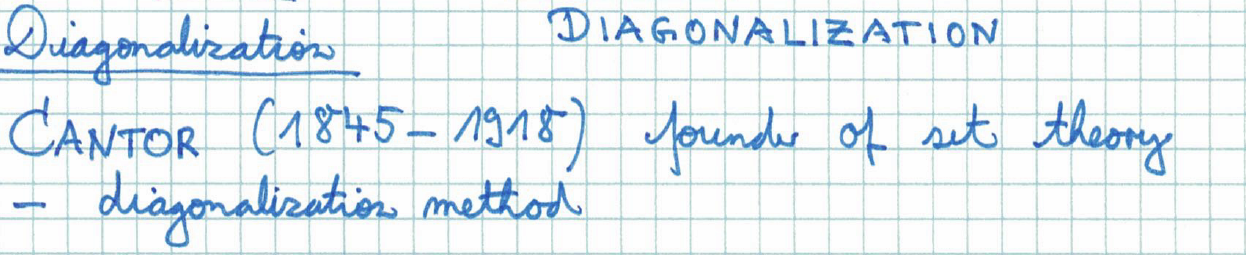 Diagonalization DIAGONALIZATION
CANTOR (1845 – 1918) founder of set theory
– diagonalization method